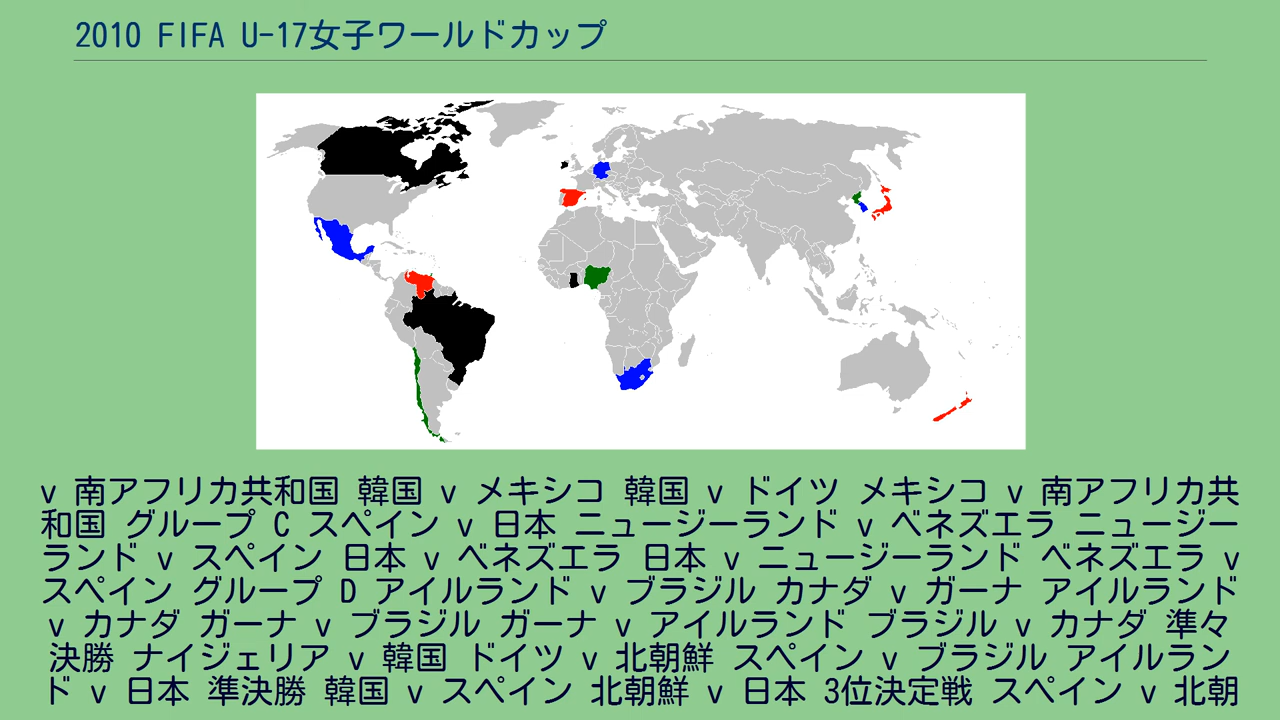 2010 FIFA U-17女子ワールドカップ
v 南アフリカ共和国 韓国 v メキシコ 韓国 v ドイツ メキシコ v 南アフリカ共
和国 グループ C スペイン v 日本 ニュージーランド v ベネズエラ ニュージー
ランド v スペイン 日本 v ベネズエラ 日本 v ニュージーランド ベネズエラ v
スペイン グループ D アイルランド v ブラジル カナダ v ガーナ アイルランド
v カナダ ガーナ v ブラジル ガーナ v アイルランド ブラジル v カナダ 準々
決勝 ナイジェリア v 韓国 ドイツ v 北朝鮮 スペイン v ブラジル アイルラン
ド v 日本 準決勝 韓国 v スペイン 北朝鮮 v 日本 3位決定戦 スペイン v 北朝